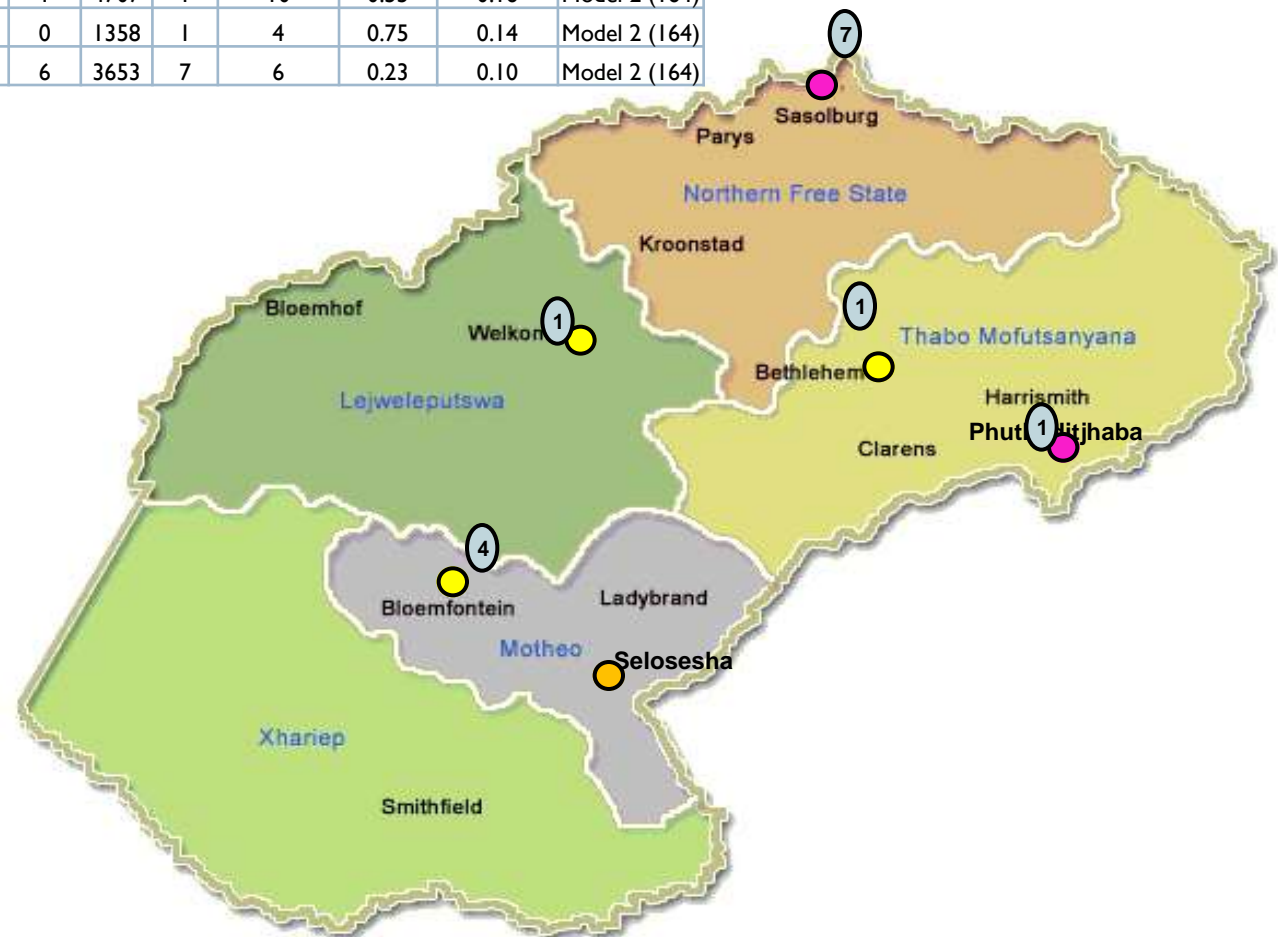 0 1358 1 4 0.75 0.14 Model 2 (164)
6 3653 7 6 0.23 0.10 Model 2 (164)
7
Sasolburg
Parys
Northern Free State
Kroonstad
Bloemhof
1
1
Welkom
Thabo Mofutsanyana
Bethlehem
Lejweleputswa
Harrismith
1
Clarens
4
Bloemfontein
Ladybrand
Motheo
Selosesha
Xhariep
Smithfield